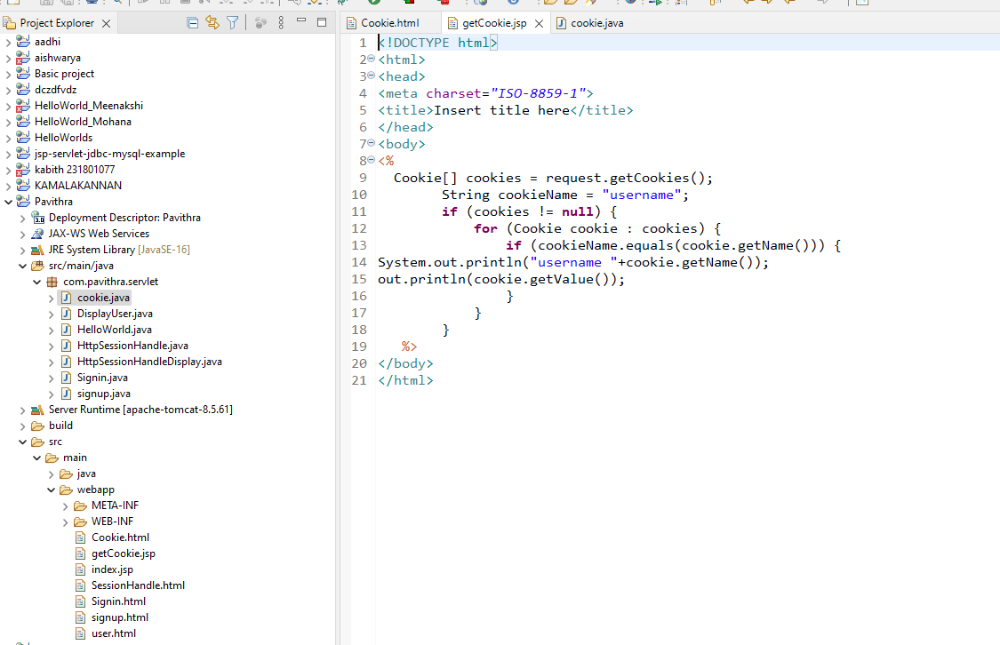 Project Explorer
aadhi
aishwarya
Basic project
dczdfvdz
HelloWorld_Meenakshi
HelloWorld_Mohana
HelloWorlds
jsp-servlet-jdbc-mysql-example
kabith 231801077
KAMALAKANNAN
Pavithra
Deployment Descriptor: Pavithra
3.0
JAX-WS Web Services
JRE System Library [JavaSE-16]
src/main/java
com.pavithra.servlet
cookie.java
DisplayUser.java
HelloWorld.java
HttpSessionHandle.java
HttpSessionHandleDisplay.java
Signin.java
signup.java
Server Runtime [apache-tomcat-8.5.61]
build
src
main
java
webapp
META-INF
WEB-INF
Cookie.html
getCookie.jsp
index.jsp
SessionHandle.html
Signin.html
signup.html
user.html
Cookie.html getCookie.jsp cookie.java
1 <!DOCTYPE html>
2 <html>
3 <head>
4 <meta charset="ISO-8859-1">
5 <title>Insert title here</title>
6 </head>
7 <body>
8 <%
9 Cookie[] cookies = request.getCookies();
10 String cookieName = "username";
11 if (cookies != null) {
12 for (Cookie cookie : cookies) {
13 if (cookieName.equals(cookie.getName())) {
14 System.out.println("username "+cookie.getName());
15 out.println(cookie.getValue());
16 }
17 }
18 }
19 %>
20 </body>
21 </html>